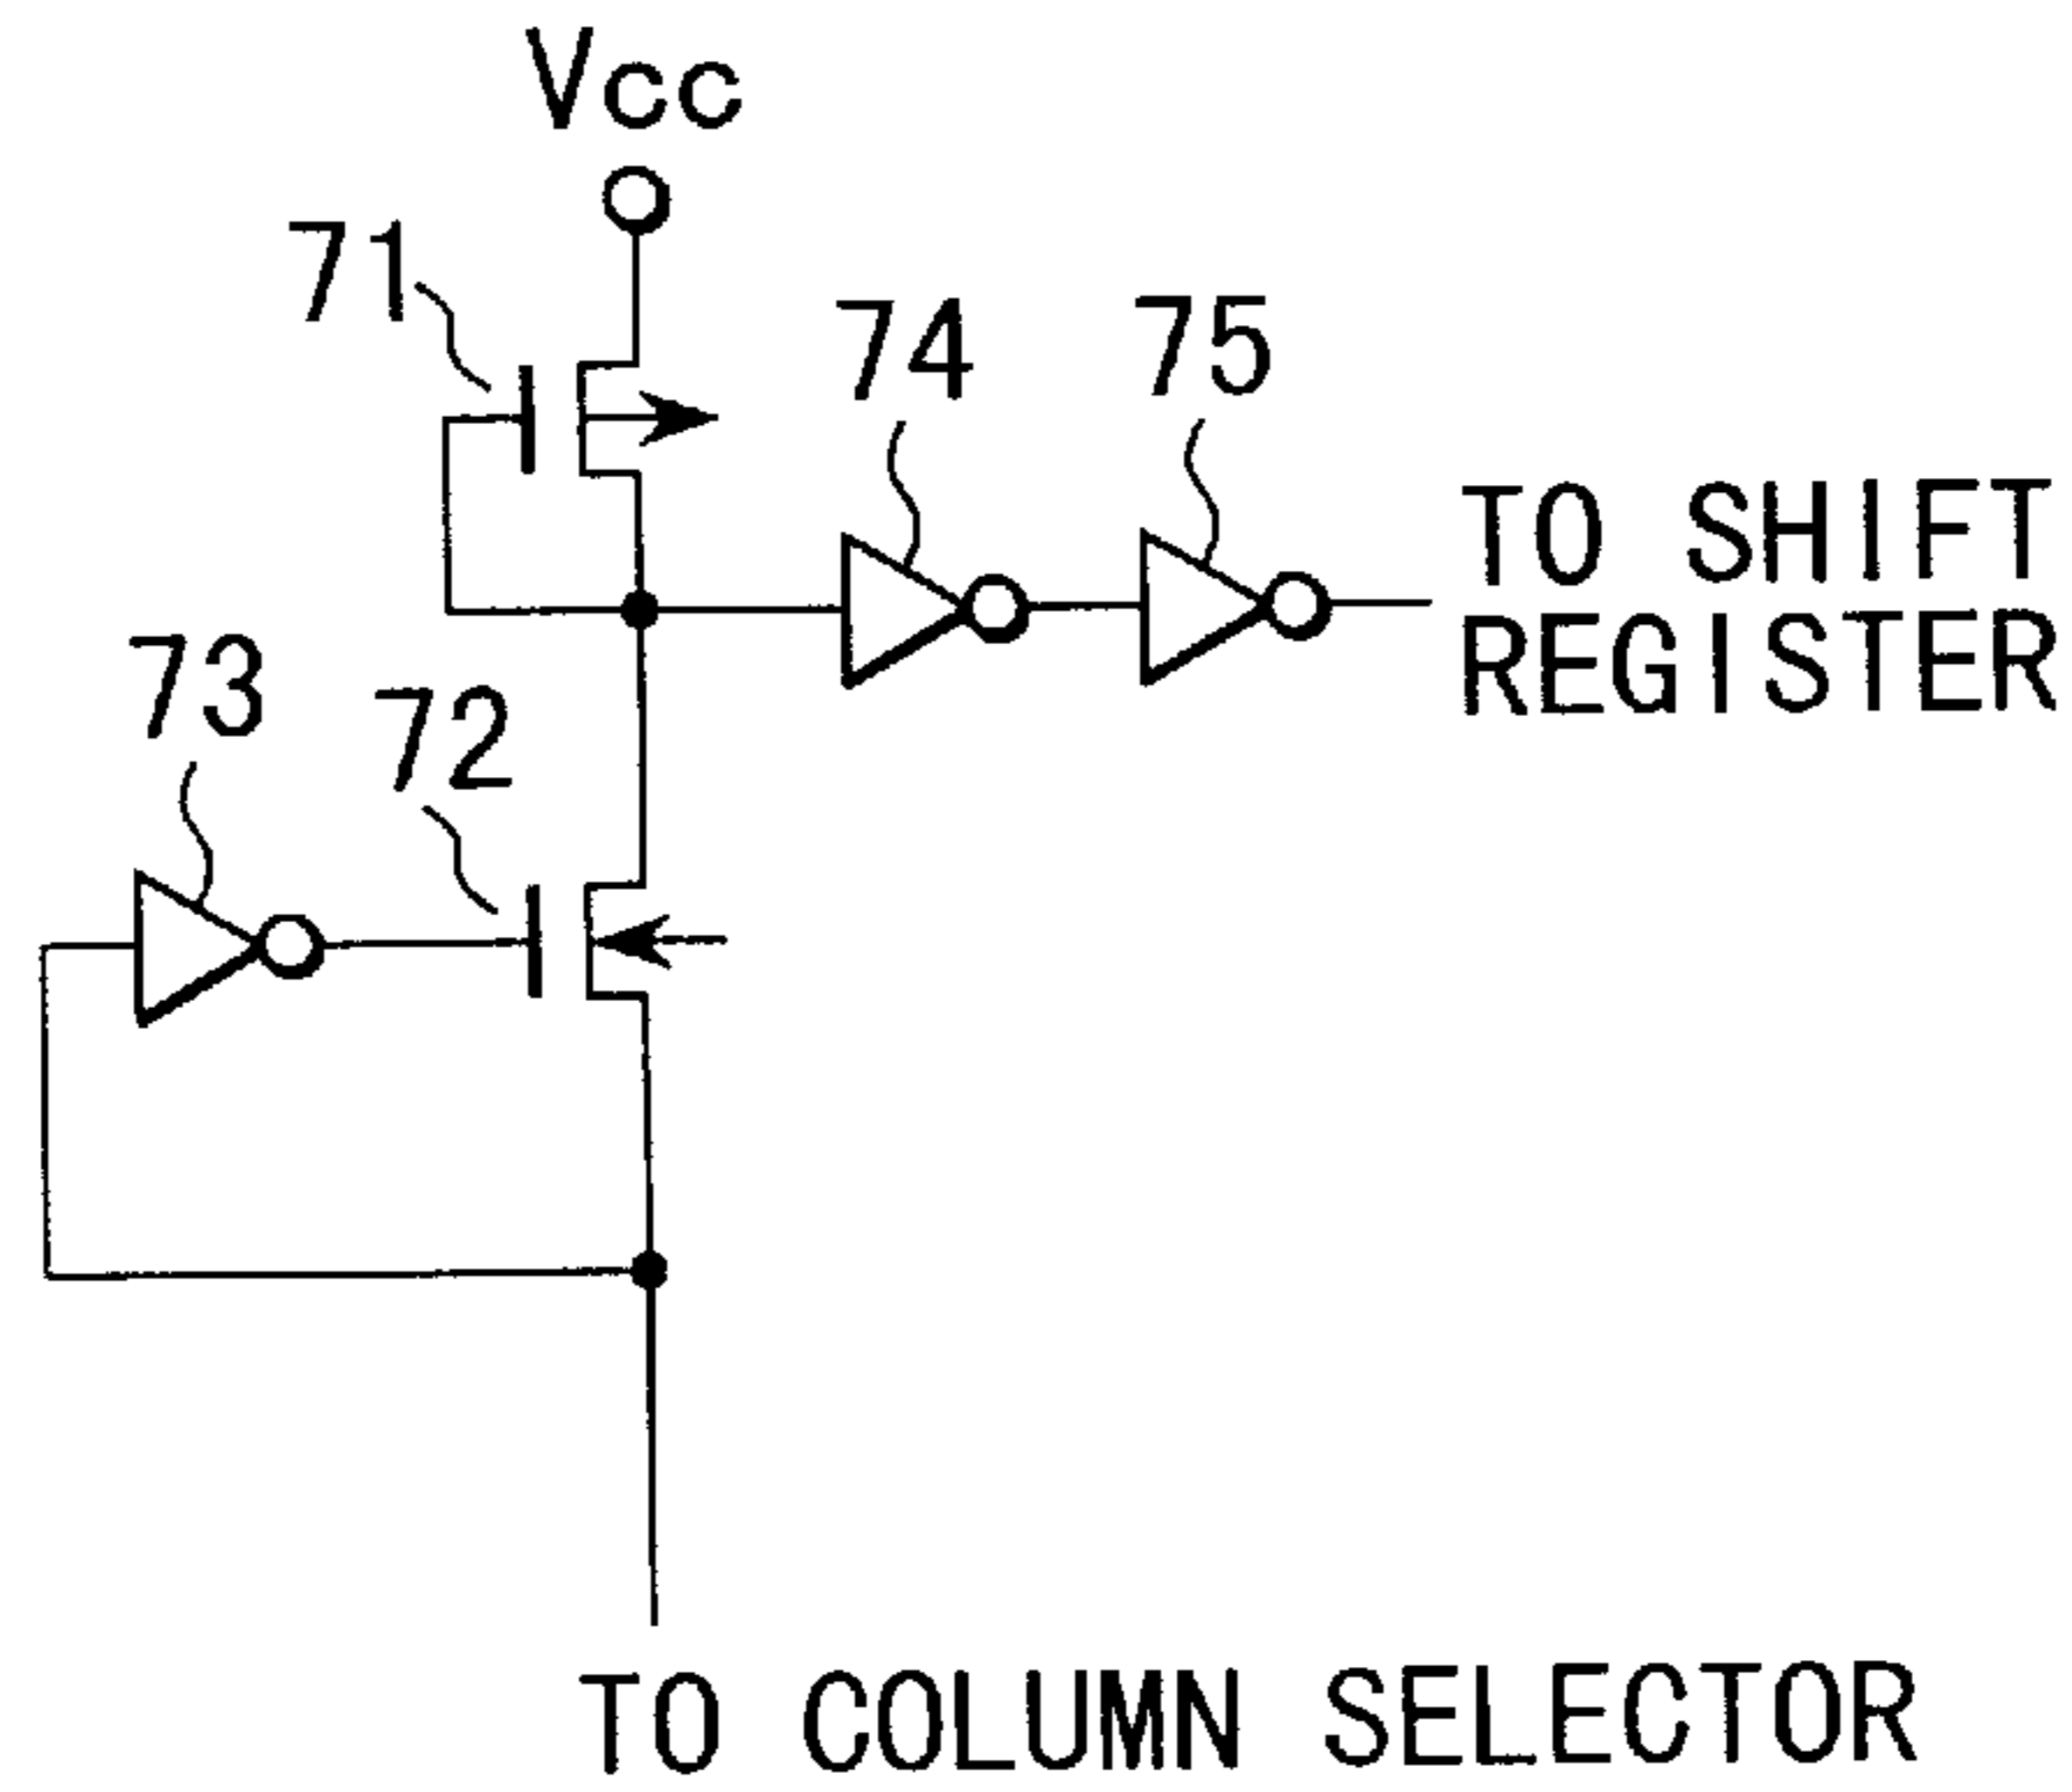 Vcc
71
74
75
TO SHIFT
REGISTER
73
72
TO COLUMN SELECTOR